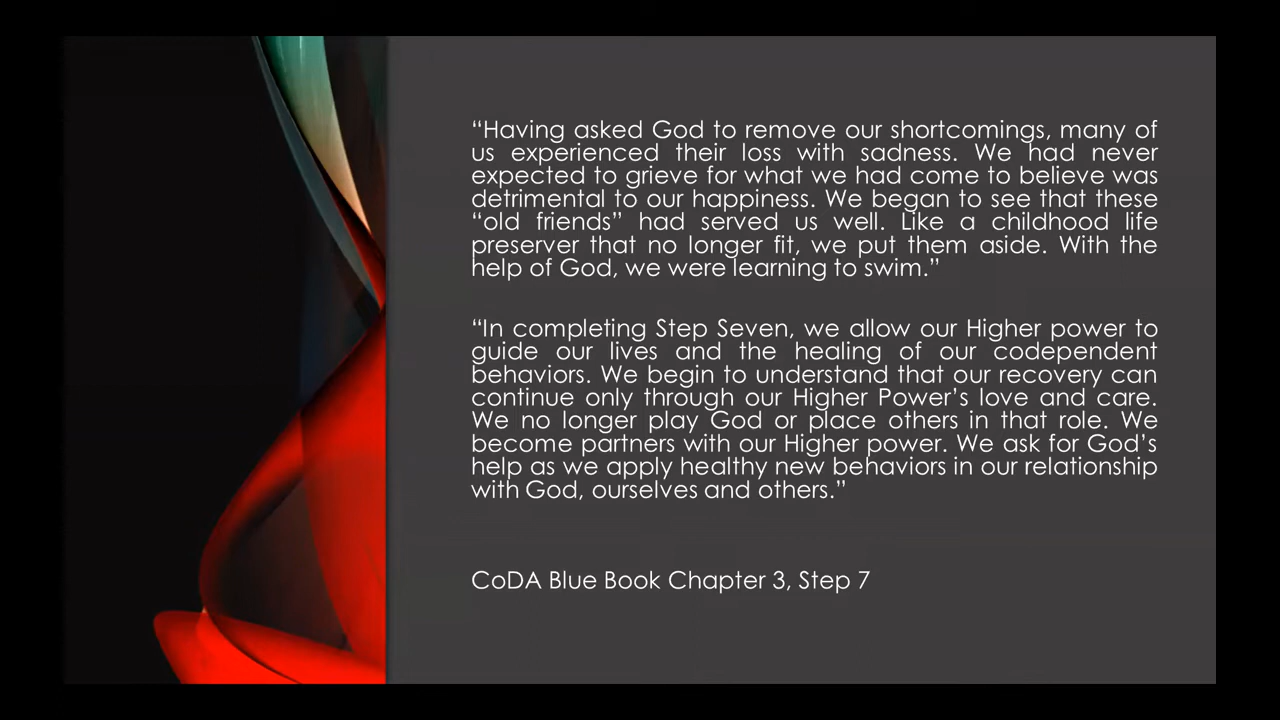 “Having asked God to remove our shortcomings, many of
us experienced their loss with sadness. We had never
expected to grieve for what we had come to believe was
detrimental to our happiness. We began to see that these
“old friends” had served us well. Like a childhood life
preserver that no longer fit, we put them aside. With the
help of God, we were learning to swim.”
“In completing Step Seven, we allow our Higher power to
guide our lives and the healing of our codependent
behaviors. We begin to understand that our recovery can
continue only through our Higher Power’s love and care.
We no longer play God or place others in that role. We
become partners with our Higher power. We ask for God’s
help as we apply healthy new behaviors in our relationship
with God, ourselves and others.”
CoDA Blue Book Chapter 3, Step 7